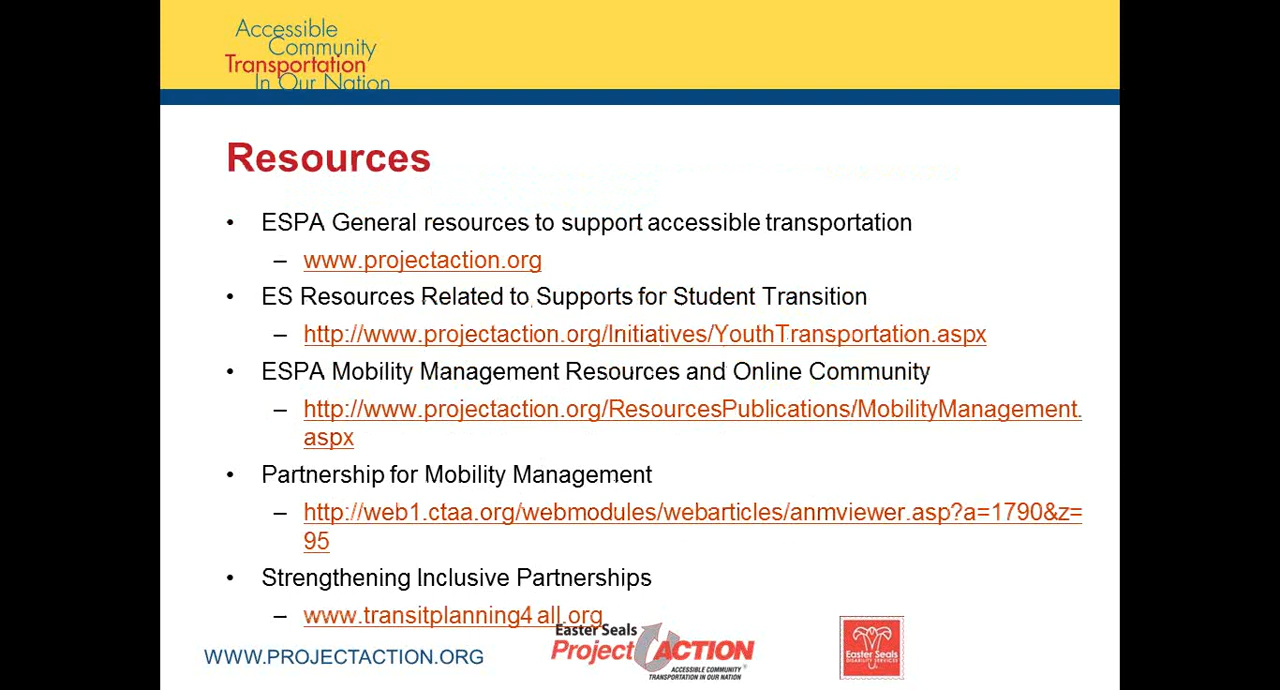 Accessible
Community
Transportation
In Our Nation
Resources
• ESPA General resources to support accessible transportation
– www.projectaction.org
• ES Resources Related to Supports for Student Transition
– http://www.projectaction.org/Initiatives/YouthTransportation.aspx
• ESPA Mobility Management Resources and Online Community
– http://www.projectaction.org/ResourcesPublications/MobilityManagement.
aspx
• Partnership for Mobility Management
– http://web1.ctaa.org/webmodules/webarticles/anmviewer.asp?a=1790&z=
95
• Strengthening Inclusive Partnerships
– www.transitplanning4all.org
WWW.PROJECTACTION.ORG
Easter Seals
Project ACTION
ACCESSIBLE COMMUNITY
TRANSPORTATION IN OUR NATION
Easter Seals
DISABILITY SERVICES